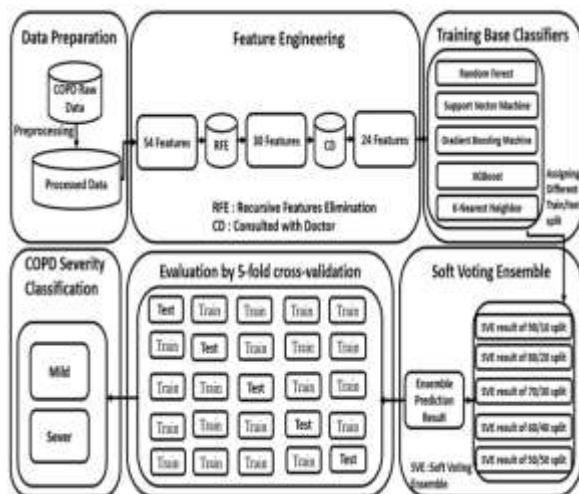 Data Preparation
COPD Raw
Data
Preprocessing
Processed Data
Feature Engineering
54 Features
RFE
30 Features
CD
24 Features
RFE : Recursive Features Elimination
CD : Consulted with Doctor
Training Base Classifiers
Random Forest
Support Vector Machine
Gradient Boosting Machine
XGBoost
K-Nearest Neighbor
Assigning
Different
Train/test
split
COPD Severity
Classification
Mild
Sever
Evaluation by 5-fold cross-validation
Test Train Train Train Train
Train Test Train Train Train
Train Train Test Train Train
Train Train Train Test Train
Train Train Train Train Test
Soft Voting Ensemble
Ensemble
Prediction
Result
SVE result of 90/10 split
SVE result of 80/20 split
SVE result of 70/30 split
SVE result of 60/40 split
SVE result of 50/50 split
SVE :Soft Voting
Ensemble